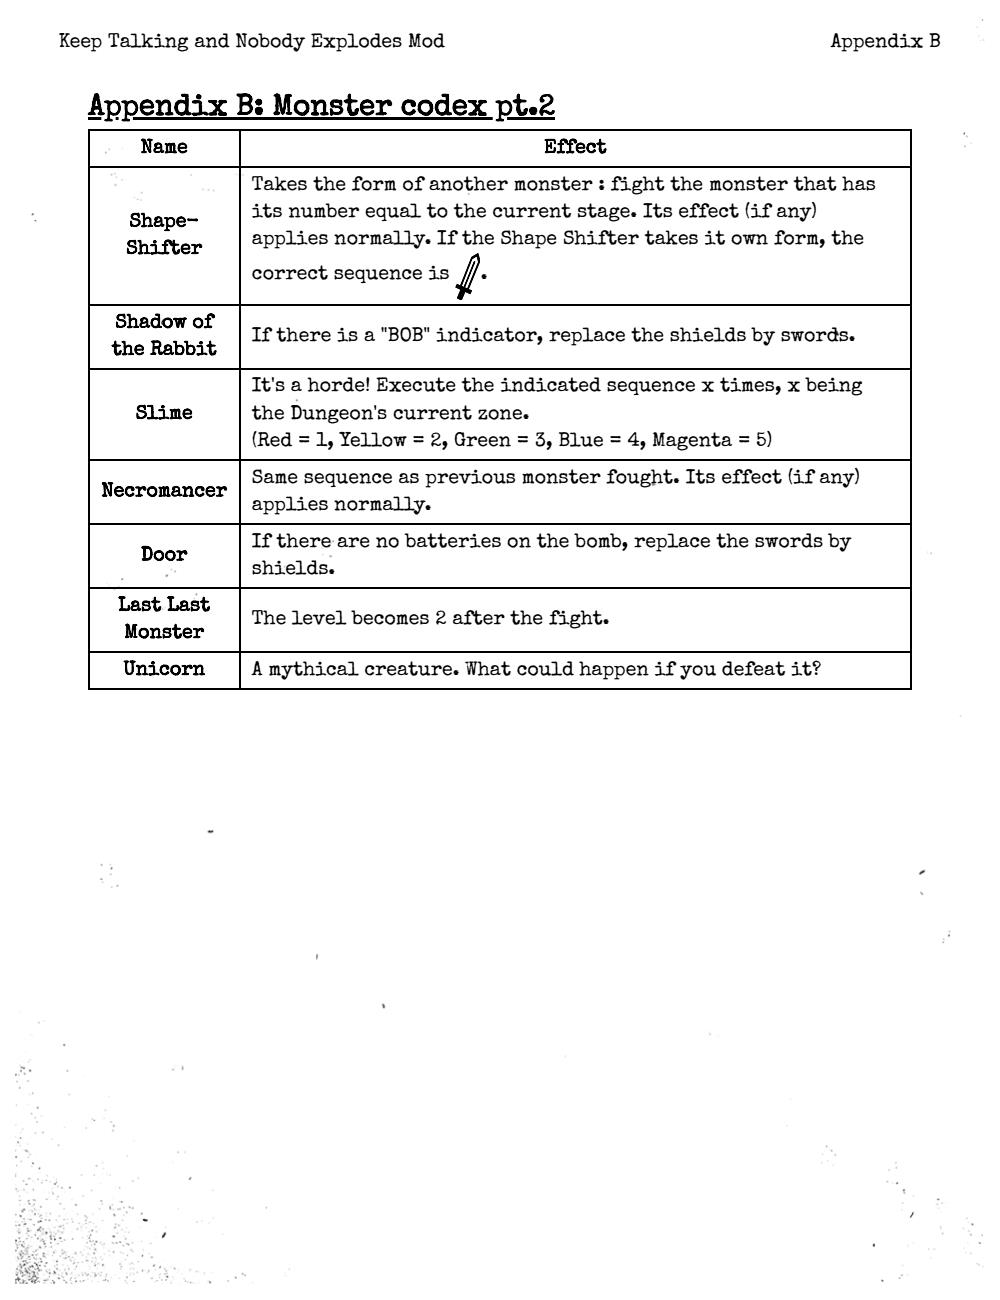 Keep Talking and Nobody Explodes Mod
Appendix B
Appendix B: Monster codex pt.2
Name
Effect
Shape-
Shifter
Takes the form of another monster : fight the monster that has
its number equal to the current stage. Its effect (if any)
applies normally. If the Shape Shifter takes it own form, the
correct sequence is .
Shadow of
the Rabbit
If there is a "BOB" indicator, replace the shields by swords.
Slime
It's a horde! Execute the indicated sequence x times, x being
the Dungeon's current zone.
(Red = 1, Yellow = 2, Green = 3, Blue = 4, Magenta = 5)
Necromancer
Same sequence as previous monster fought. Its effect (if any)
applies normally.
Door
If there are no batteries on the bomb, replace the swords by
shields.
Last Last
Monster
The level becomes 2 after the fight.
Unicorn
A mythical creature. What could happen if you defeat it?